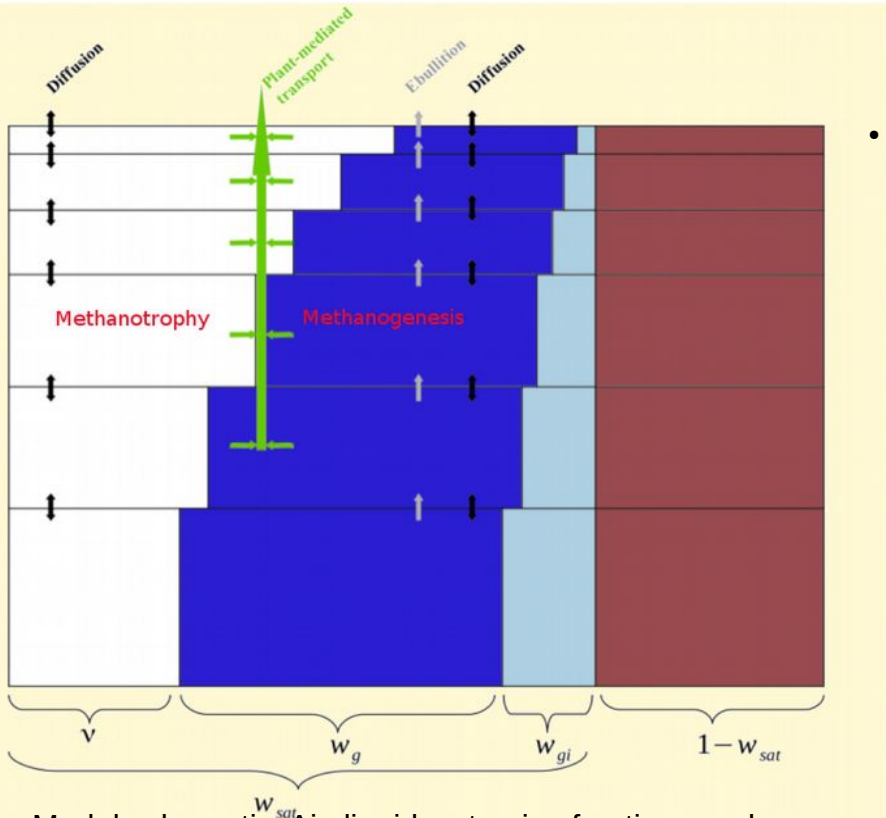 Diffusion
Plant-mediated
transport
Ebullition
Diffusion
•
Methanotrophy
Methanogenesis
ν
w_g
w_gi
1−w_sat
w_sat